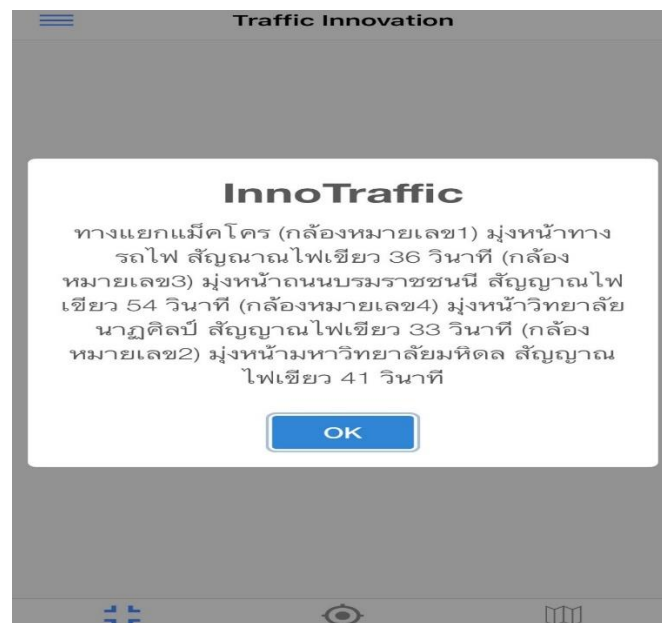 Traffic Innovation
InnoTraffic
ทางแยกแม็คโคร (กล้องหมายเลข1) มุ่งหน้าทาง
รถไฟ สัญณาณไฟเขียว 36 วินาที (กล้อง
หมายเลข3) มุ่งหน้าถนนบรมราชชนนี สัญญาณไฟ
เขียว 54 วินาที (กล้องหมายเลข4) มุ่งหน้าวิทยาลัย
นาฏศิลป์ สัญญาณไฟเขียว 33 วินาที (กล้อง
หมายเลข2) มุ่งหน้ามหาวิทยาลัยมหิดล สัญญาณ
ไฟเขียว 41 วินาที
OK